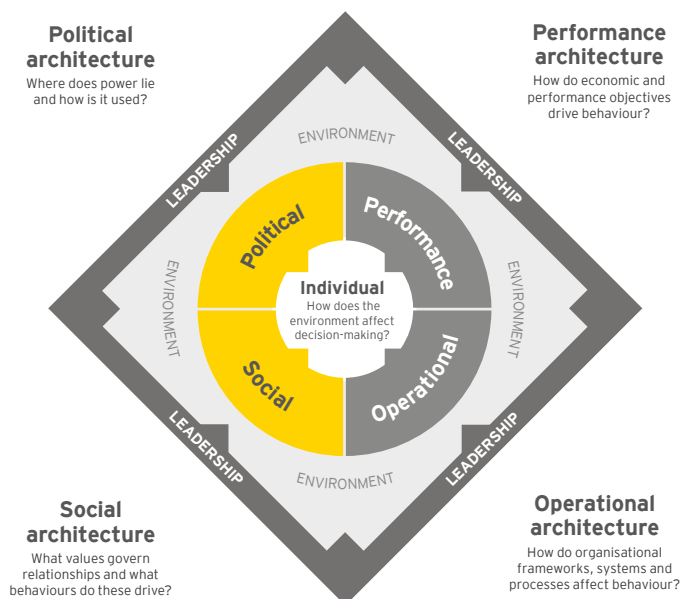 Political
architecture
Where does power lie
and how is it used?
Performance
architecture
How do economic and
performance objectives
drive behaviour?
LEADERSHIP
LEADERSHIP
ENVIRONMENT
ENVIRONMENT
ENVIRONMENT
Political
Performance
Individual
How does the
environment affect
decision-making?
Social
Operational
ENVIRONMENT
LEADERSHIP
LEADERSHIP
Social
architecture
What values govern
relationships and what
behaviours do these drive?
Operational
architecture
How do organisational
frameworks, systems and
processes affect behaviour?